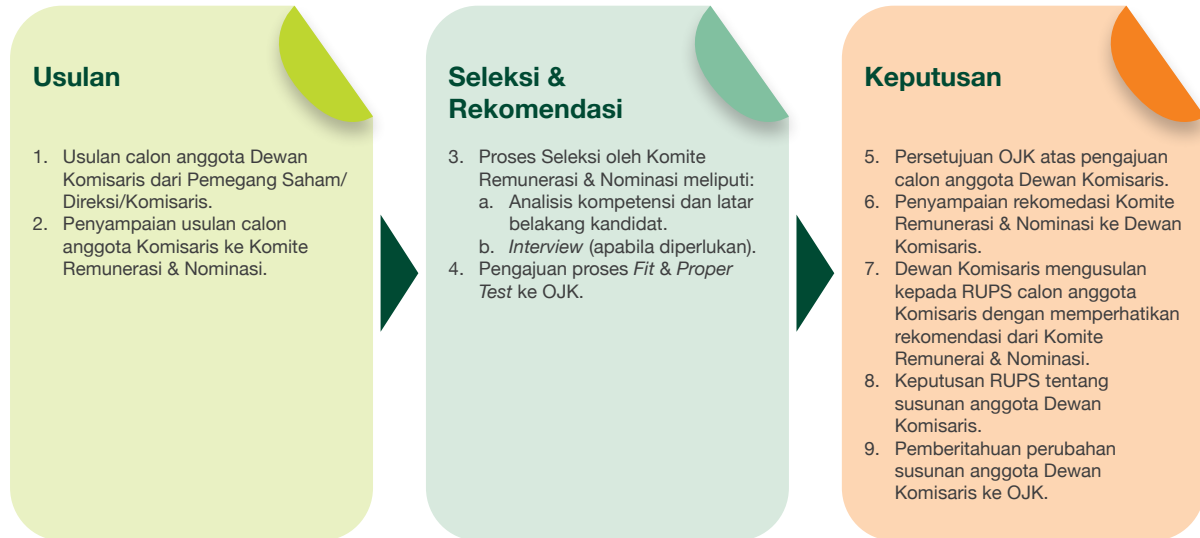 Usulan
1. Usulan calon anggota Dewan
Komisaris dari Pemegang Saham/
Direksi/Komisaris.
2. Penyampaian usulan calon
anggota Komisaris ke Komite
Remunerasi & Nominasi.
Seleksi &
Rekomendasi
3. Proses Seleksi oleh Komite
Remunerasi & Nominasi meliputi:
a. Analisis kompetensi dan latar
belakang kandidat.
b. Interview (apabila diperlukan).
4. Pengajuan proses Fit & Proper
Test ke OJK.
Keputusan
5. Persetujuan OJK atas pengajuan
calon anggota Dewan Komisaris.
6. Penyampaian rekomedasi Komite
Remunerasi & Nominasi ke Dewan
Komisaris.
7. Dewan Komisaris mengusulan
kepada RUPS calon anggota
Komisaris dengan memperhatikan
rekomendasi dari Komite
Remunerai & Nominasi.
8. Keputusan RUPS tentang
susunan anggota Dewan
Komisaris.
9. Pemberitahuan perubahan
susunan anggota Dewan
Komisaris ke OJK.